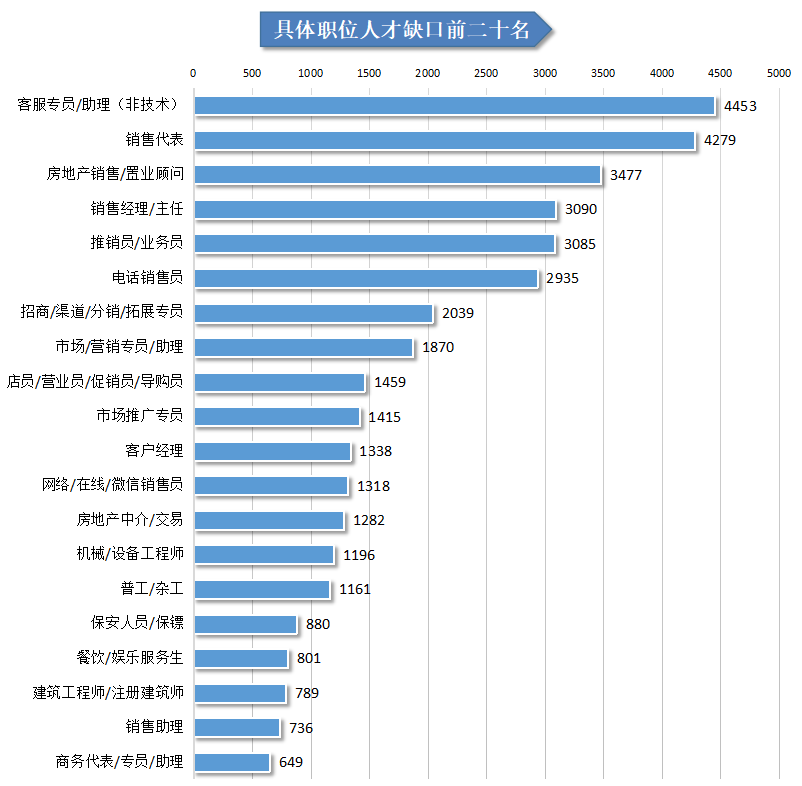 具体职位人才缺口前二十名
0 500 1000 1500 2000 2500 3000 3500 4000 4500 5000
客服专员/助理（非技术） 4453
销售代表 4279
房地产销售/置业顾问 3477
销售经理/主任 3090
推销员/业务员 3085
电话销售员 2935
招商/渠道/分销/拓展专员 2039
市场/营销专员/助理 1870
店员/营业员/促销员/导购员 1459
市场推广专员 1415
客户经理 1338
网络/在线/微信销售员 1318
房地产中介/交易 1282
机械/设备工程师 1196
普工/杂工 1161
保安人员/保镖 880
餐饮/娱乐服务生 801
建筑工程师/注册建筑师 789
销售助理 736
商务代表/专员/助理 649